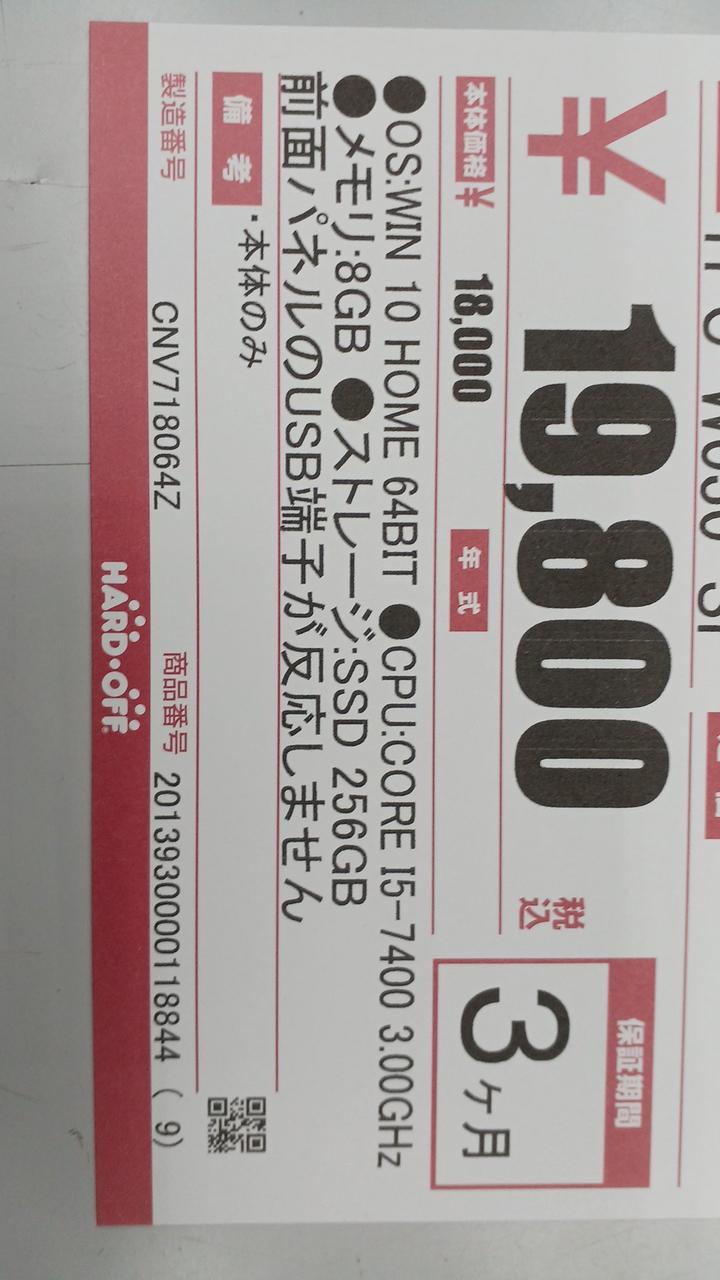 ¥ 19,800 税込
本体価格 ¥ 18,000 年式
保証期間
3ヶ月
●OS:WIN 10 HOME 64BIT ●CPU:CORE I5-7400 3.00GHz
●メモリ:8GB ●ストレージ:SSD 256GB
前面パネルのUSB端子が反応しません
備考 ・本体のみ
製造番号 CNV718064Z 商品番号 2013930000118844 ( 9)
HARD・OFF